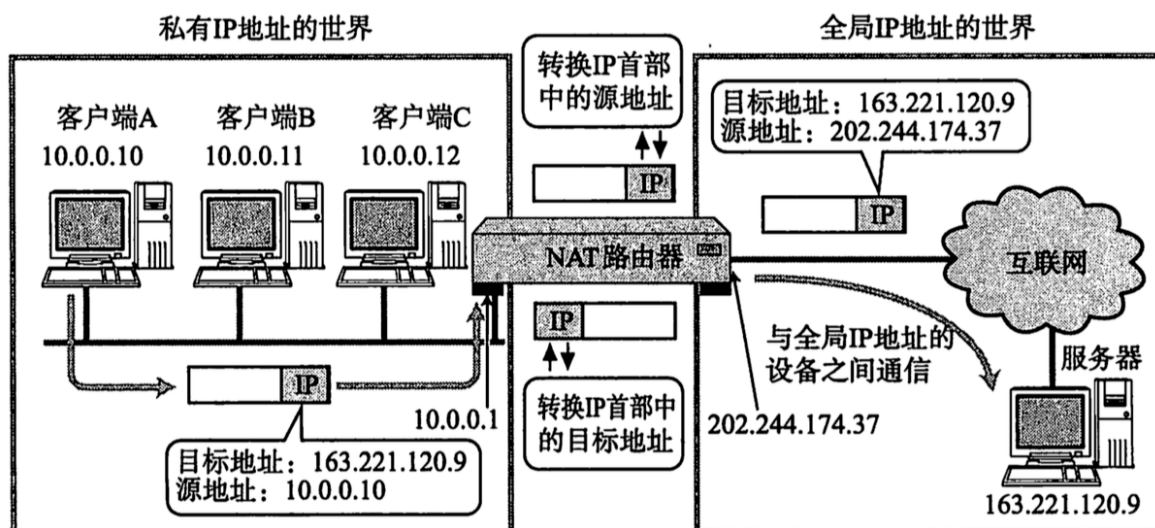 私有IP地址的世界
全局IP地址的世界
转换IP首部
中的源地址
目标地址：163.221.120.9
源地址：202.244.174.37
客户端A
10.0.0.10
客户端B
10.0.0.11
客户端C
10.0.0.12
IP
IP
NAT路由器
互联网
IP
与全局IP地址的
设备之间通信
服务器
IP
10.0.0.1
转换IP首部中
的目标地址
202.244.174.37
目标地址：163.221.120.9
源地址：10.0.0.10
163.221.120.9